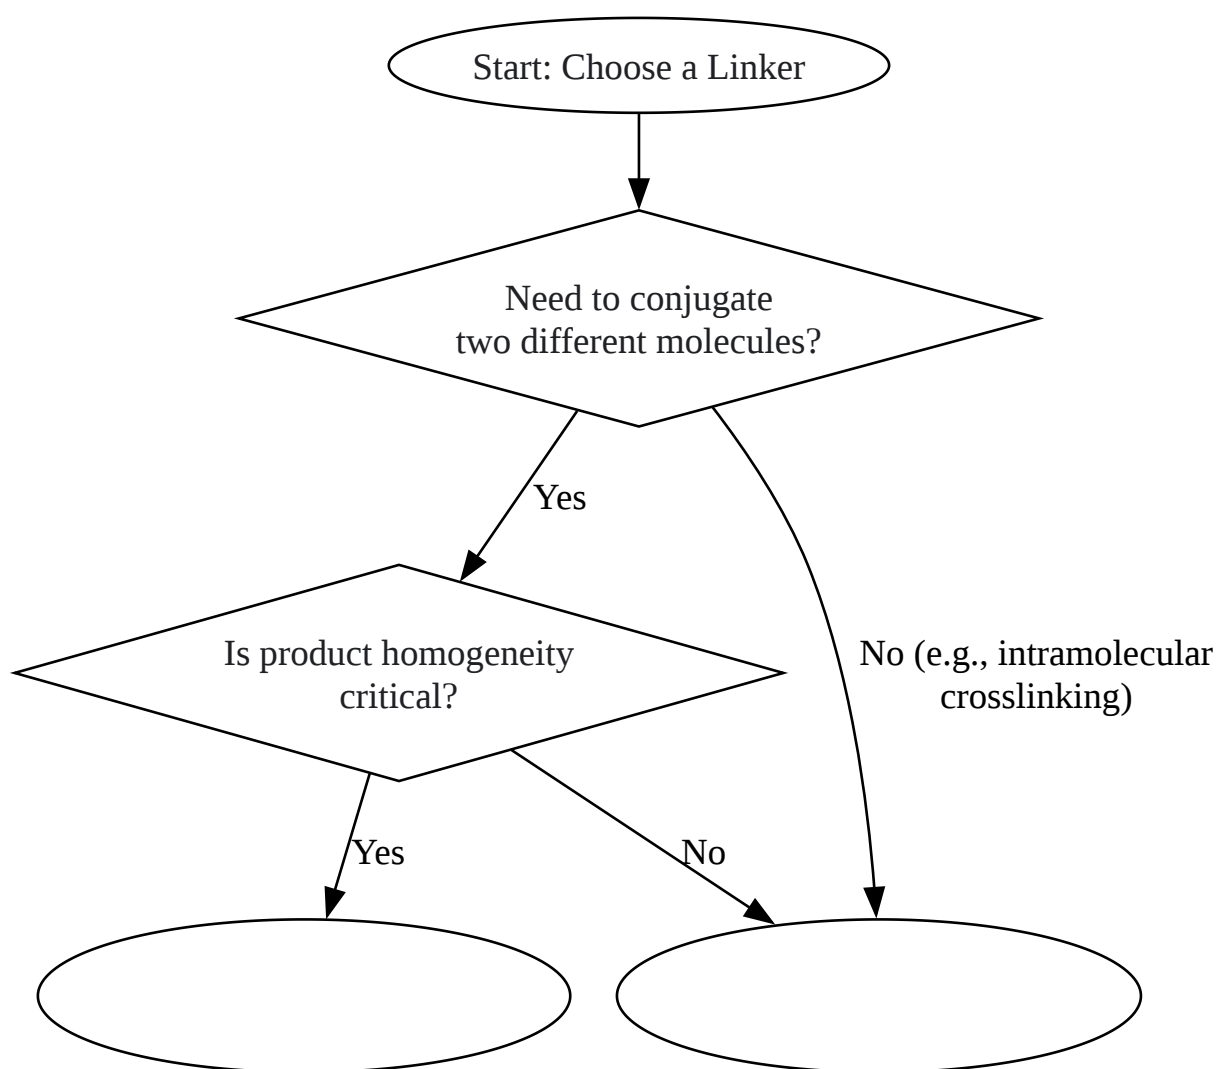 Start: Choose a Linker
Need to conjugate
two different molecules?
Yes
Is product homogeneity
critical?
No (e.g., intramolecular
crosslinking)
Yes
No